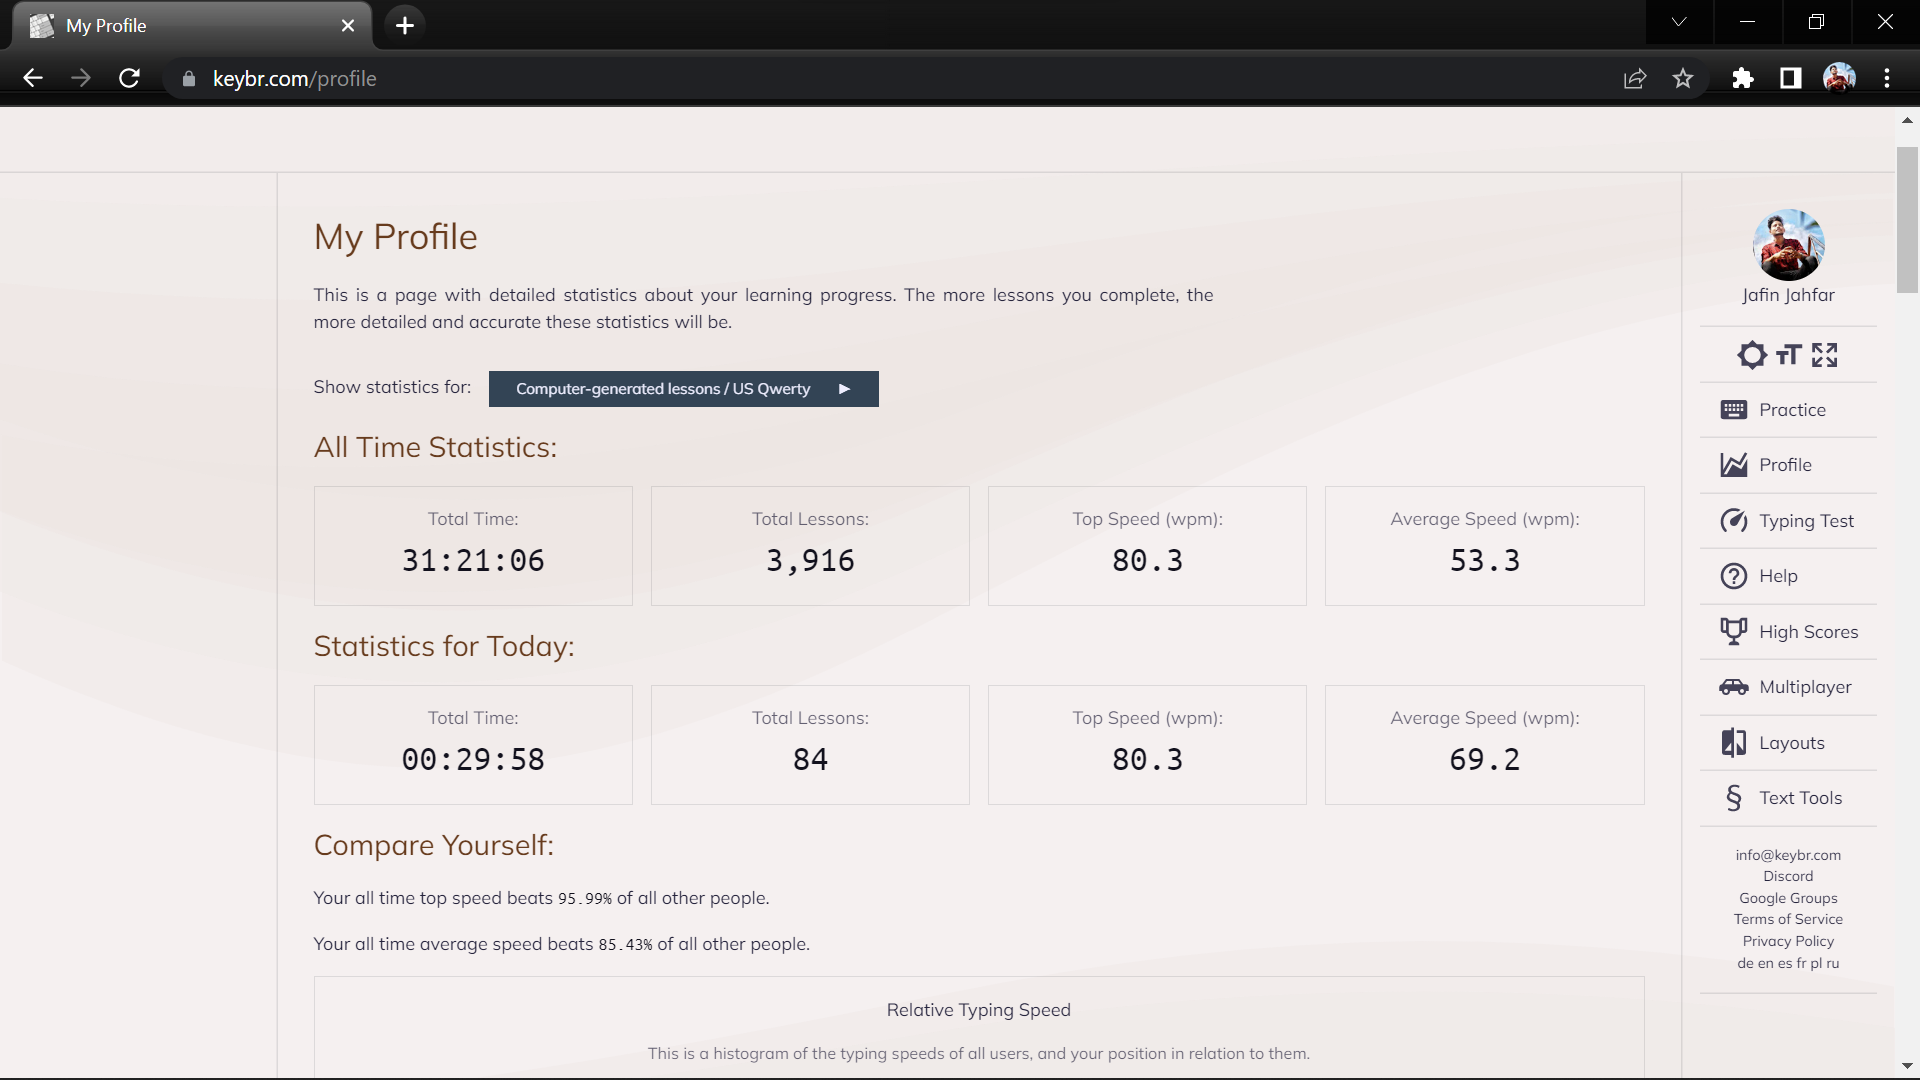 My Profile
keybr.com/profile
My Profile
This is a page with detailed statistics about your learning progress. The more lessons you complete, the
more detailed and accurate these statistics will be.
Show statistics for: Computer-generated lessons / US Qwerty
All Time Statistics:
Total Time: Total Lessons: Top Speed (wpm): Average Speed (wpm):
31:21:06 3,916 80.3 53.3
Statistics for Today:
Total Time: Total Lessons: Top Speed (wpm): Average Speed (wpm):
00:29:58 84 80.3 69.2
Compare Yourself:
Your all time top speed beats 95.99% of all other people.
Your all time average speed beats 85.43% of all other people.
Relative Typing Speed
This is a histogram of the typing speeds of all users, and your position in relation to them.
Jafin Jahfar
Practice
Profile
Typing Test
Help
High Scores
Multiplayer
Layouts
§ Text Tools
info@keybr.com
Discord
Google Groups
Terms of Service
Privacy Policy
de en es fr pl ru